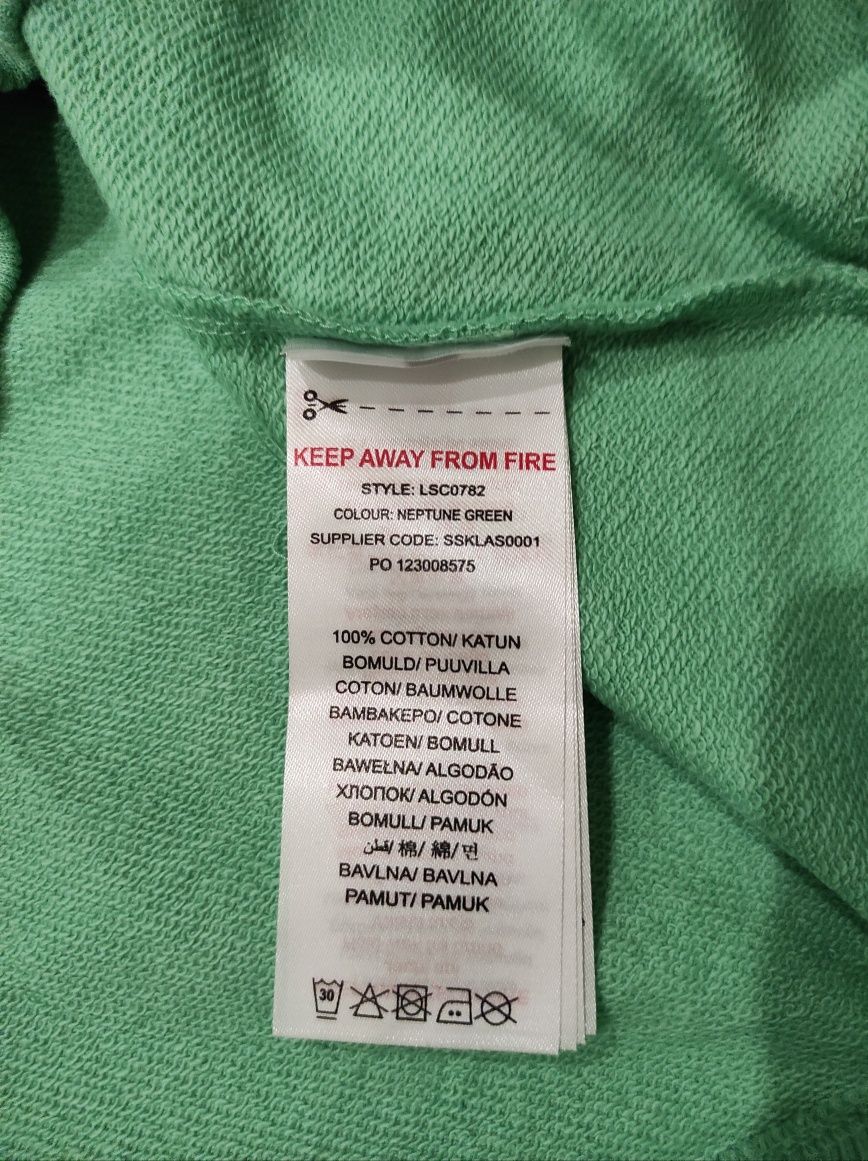 KEEP AWAY FROM FIRE
STYLE: LSC0782
COLOUR: NEPTUNE GREEN
SUPPLIER CODE: SSKLAS0001
PO 123008575
100% COTTON/ KATUN
BOMULD/ PUUVILLA
COTON/ BAUMWOLLE
BAMBAKEPO/ COTONE
KATOEN/ BOMULL
BAWEŁNA/ ALGODÃO
ХЛОПОК/ ALGODÓN
BOMULL/ PAMUK
قطن/ 棉/ 綿/ 면
BAVLNA/ BAVLNA
PAMUT/ PAMUK
30